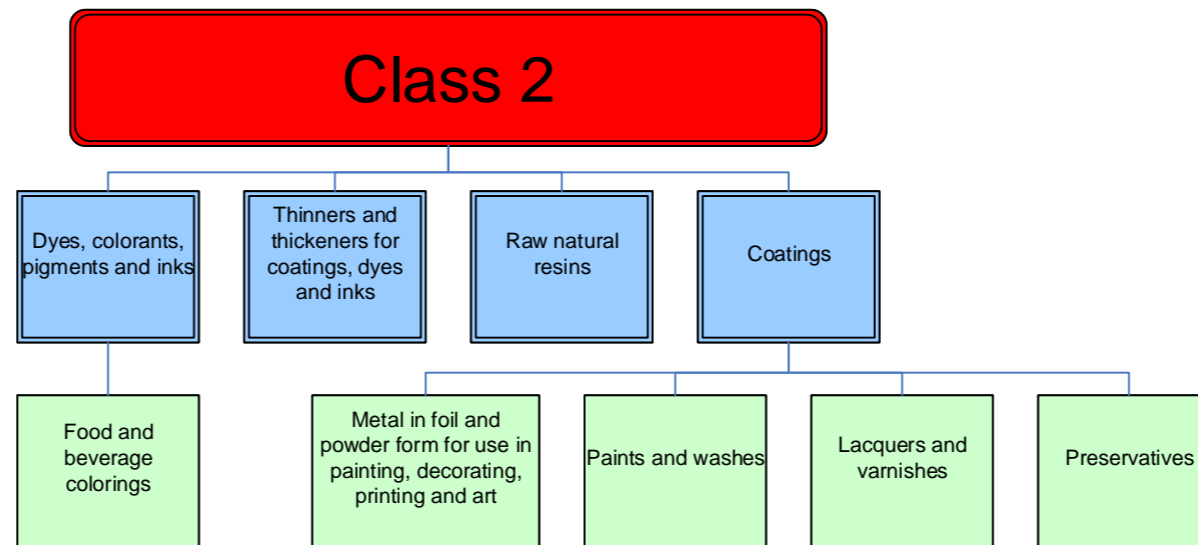 Class 2
Dyes, colorants,
pigments and inks
Thinners and
thickeners for
coatings, dyes
and inks
Raw natural
resins
Coatings
Food and
beverage
colorings
Metal in foil and
powder form for use in
painting, decorating,
printing and art
Paints and washes
Lacquers and
varnishes
Preservatives